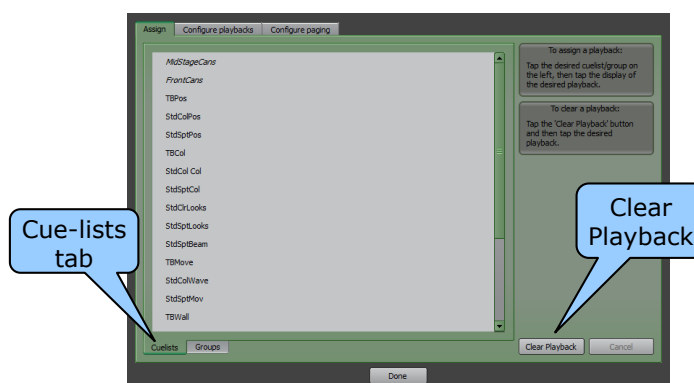 Assign Configure playbacks Configure paging
MidStageCans
FrontCans
TBPos
StdColPos
StdSptPos
TBCol
StdCol Col
StdSptCol
StdClrLooks
StdSptLooks
StdSptBeam
TBMove
StdColWave
StdSptMov
TBWall
Cuelists Groups
To assign a playback:
Tap the desired cuelist/group on
the left, then tap the display of
the desired playback.
To clear a playback:
Tap the 'Clear Playback' button
and then tap the desired
playback.
Clear Playback Cancel
Done
Cue-lists
tab
Clear
Playback